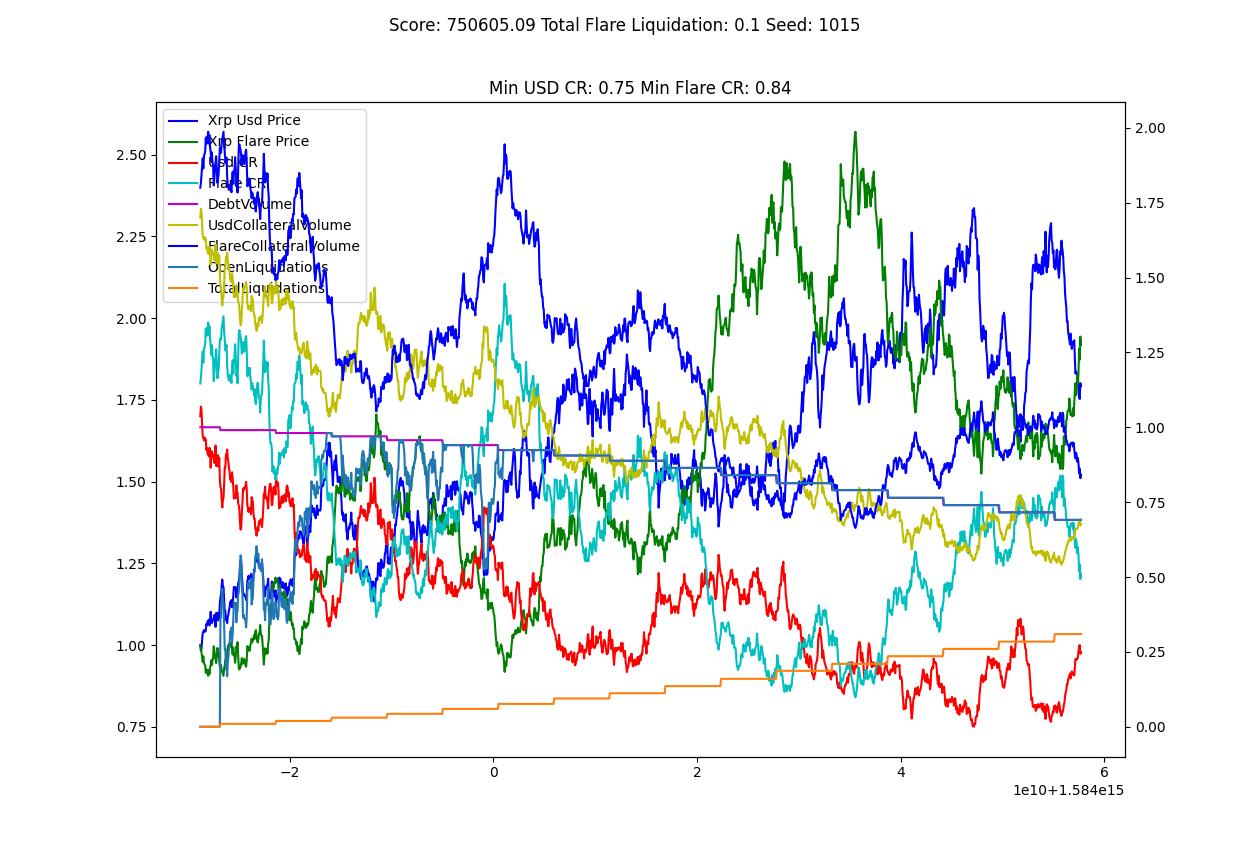 Score: 750605.09 Total Flare Liquidation: 0.1 Seed: 1015
Min USD CR: 0.75 Min Flare CR: 0.84
Xrp Usd Price
Xrp Flare Price
Usd CR
Flare CR
DebtVolume
UsdCollateralVolume
FlareCollateralVolume
OpenLiquidations
TotalLiquidations
2.50
2.25
2.00
1.75
1.50
1.25
1.00
0.75
2.00
1.75
1.50
1.25
1.00
0.75
0.50
0.25
0.00
−2 0 2 4 6
1e10+1.584e15